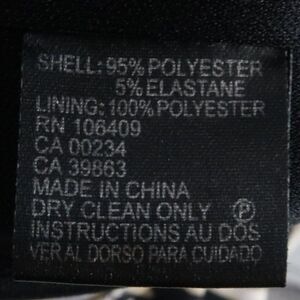 SHELL: 95% POLYESTER
5% ELASTANE
LINING: 100% POLYESTER
RN 106409
CA 00234
CA 39863
MADE IN CHINA
DRY CLEAN ONLY Ⓟ
INSTRUCTIONS AU DOS
VER AL DORSO PARA CUIDADO